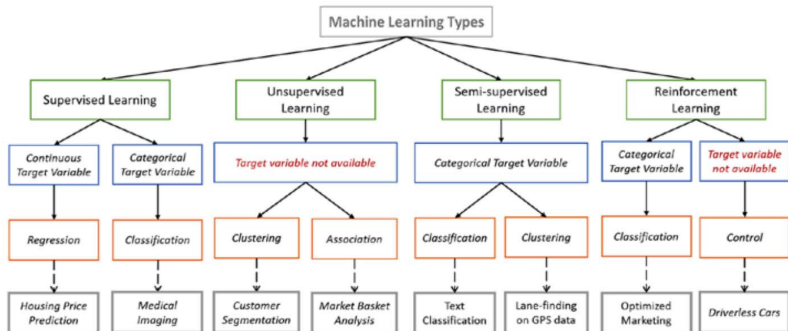 Machine Learning Types
Supervised Learning
Unsupervised
Learning
Semi-supervised
Learning
Reinforcement
Learning
Continuous
Target Variable
Categorical
Target Variable
Target variable not available
Categorical Target Variable
Categorical
Target Variable
Target variable
not available
Regression
Classification
Clustering
Association
Classification
Clustering
Classification
Control
Housing Price
Prediction
Medical
Imaging
Customer
Segmentation
Market Basket
Analysis
Text
Classification
Lane-finding
on GPS data
Optimized
Marketing
Driverless Cars